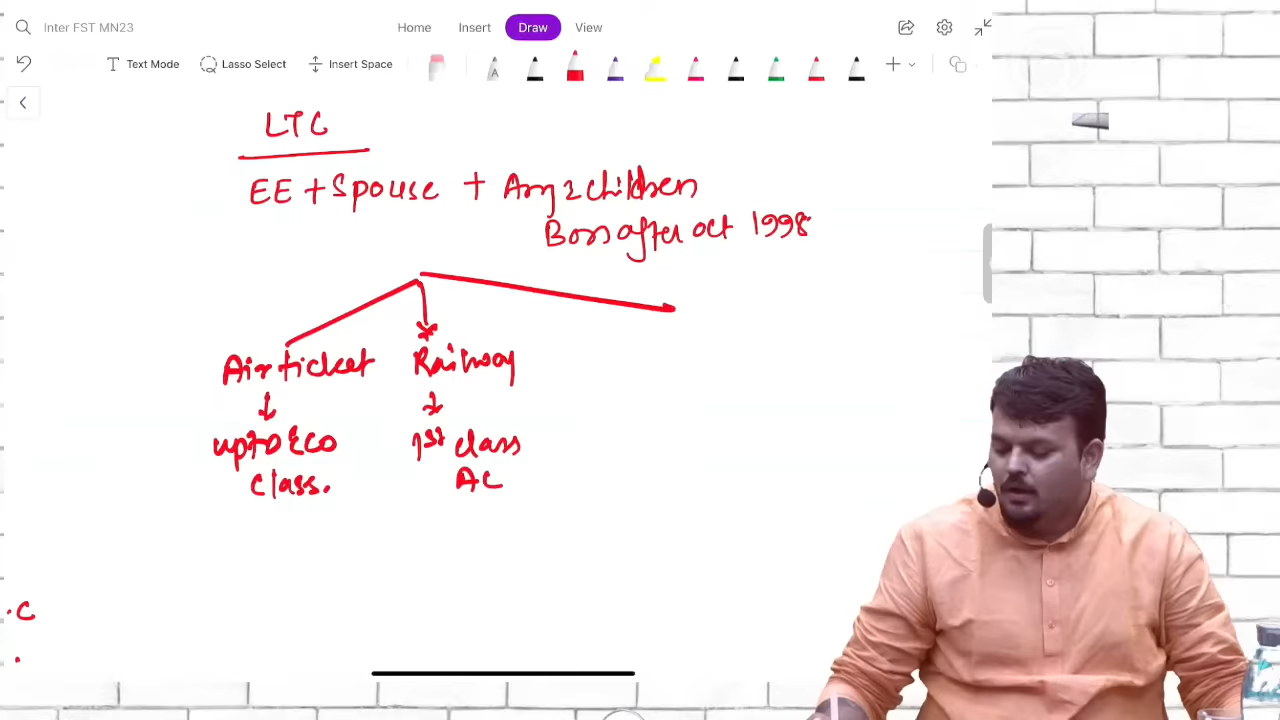 Inter FST MN23
Home Insert Draw View
Text Mode Lasso Select Insert Space
LTC
EE + Spouse + Any 2 children
Born after oct 1998
Air ticket Railway
upto Eco 1st class
Class. AC
.C